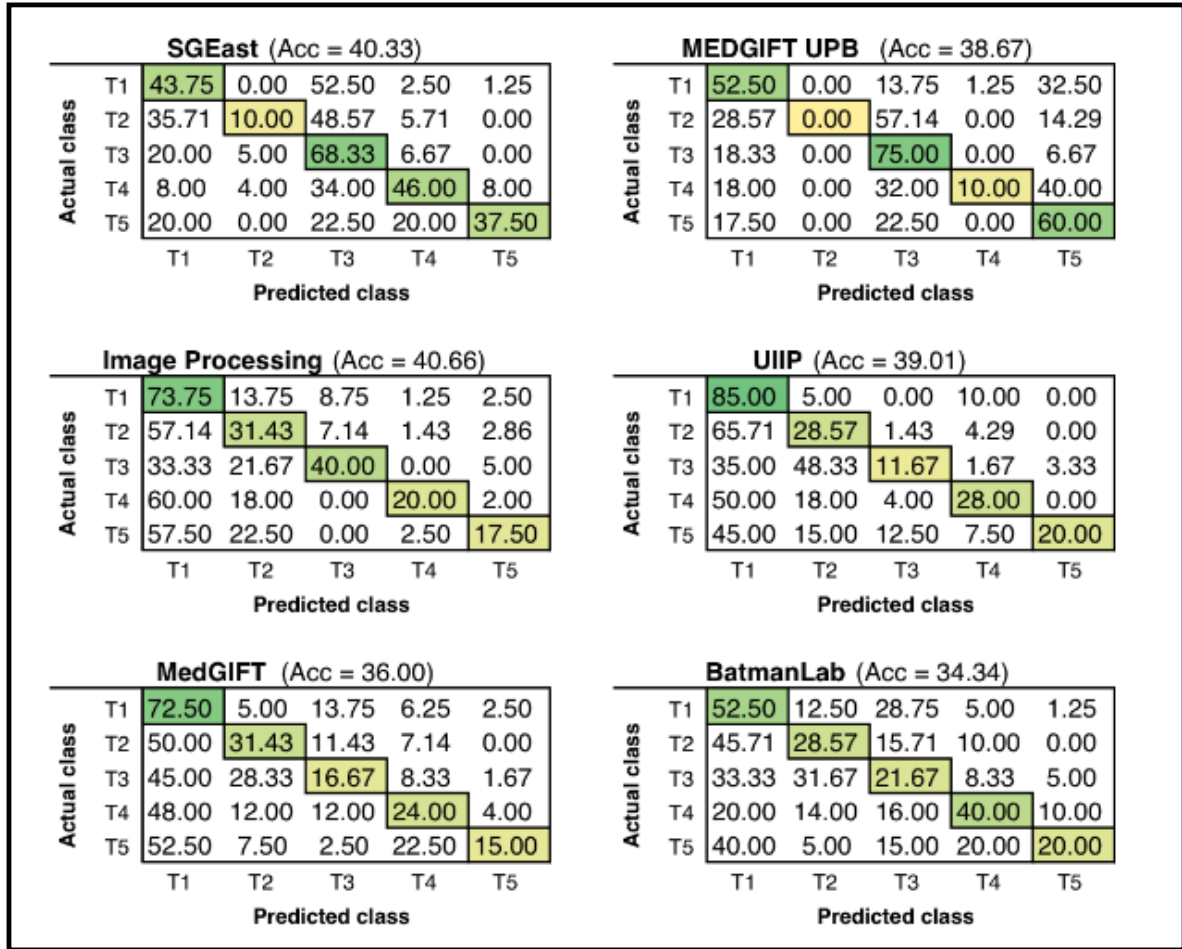 SGEast (Acc = 40.33)
T1 43.75 0.00 52.50 2.50 1.25
T2 35.71 10.00 48.57 5.71 0.00
T3 20.00 5.00 68.33 6.67 0.00
T4 8.00 4.00 34.00 46.00 8.00
T5 20.00 0.00 22.50 20.00 37.50
Actual class
T1 T2 T3 T4 T5
Predicted class
MEDGIFT UPB (Acc = 38.67)
T1 52.50 0.00 13.75 1.25 32.50
T2 28.57 0.00 57.14 0.00 14.29
T3 18.33 0.00 75.00 0.00 6.67
T4 18.00 0.00 32.00 10.00 40.00
T5 17.50 0.00 22.50 0.00 60.00
Actual class
T1 T2 T3 T4 T5
Predicted class
Image Processing (Acc = 40.66)
T1 73.75 13.75 8.75 1.25 2.50
T2 57.14 31.43 7.14 1.43 2.86
T3 33.33 21.67 40.00 0.00 5.00
T4 60.00 18.00 0.00 20.00 2.00
T5 57.50 22.50 0.00 2.50 17.50
Actual class
T1 T2 T3 T4 T5
Predicted class
UIIP (Acc = 39.01)
T1 85.00 5.00 0.00 10.00 0.00
T2 65.71 28.57 1.43 4.29 0.00
T3 35.00 48.33 11.67 1.67 3.33
T4 50.00 18.00 4.00 28.00 0.00
T5 45.00 15.00 12.50 7.50 20.00
Actual class
T1 T2 T3 T4 T5
Predicted class
MedGIFT (Acc = 36.00)
T1 72.50 5.00 13.75 6.25 2.50
T2 50.00 31.43 11.43 7.14 0.00
T3 45.00 28.33 16.67 8.33 1.67
T4 48.00 12.00 12.00 24.00 4.00
T5 52.50 7.50 2.50 22.50 15.00
Actual class
T1 T2 T3 T4 T5
Predicted class
BatmanLab (Acc = 34.34)
T1 52.50 12.50 28.75 5.00 1.25
T2 45.71 28.57 15.71 10.00 0.00
T3 33.33 31.67 21.67 8.33 5.00
T4 20.00 14.00 16.00 40.00 10.00
T5 40.00 5.00 15.00 20.00 20.00
Actual class
T1 T2 T3 T4 T5
Predicted class